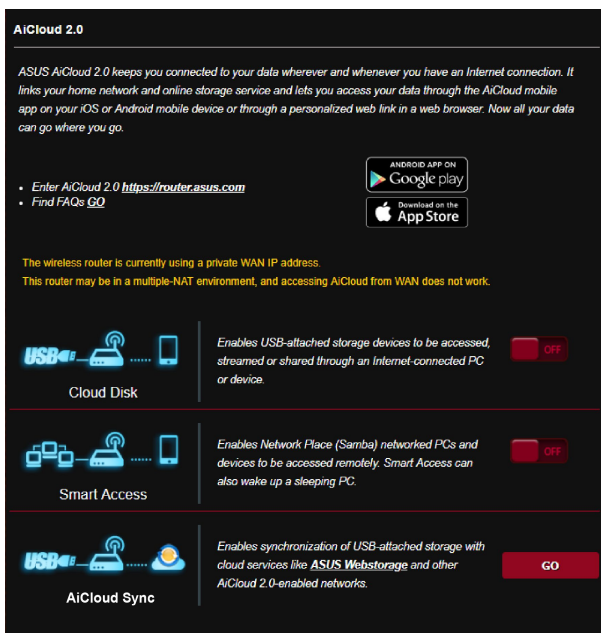 AiCloud 2.0
ASUS AiCloud 2.0 keeps you connected to your data wherever and whenever you have an Internet connection. It
links your home network and online storage service and lets you access your data through the AiCloud mobile
app on your iOS or Android mobile device or through a personalized web link in a web browser. Now all your data
can go where you go.
• Enter AiCloud 2.0 https://router.asus.com
• Find FAQs GO
ANDROID APP ON
Google play
Download on the
App Store
The wireless router is currently using a private WAN IP address.
This router may be in a multiple-NAT environment, and accessing AiCloud from WAN does not work.
USB
Cloud Disk
Enables USB-attached storage devices to be accessed,
streamed or shared through an Internet-connected PC
or device.
OFF
Smart Access
Enables Network Place (Samba) networked PCs and
devices to be accessed remotely. Smart Access can
also wake up a sleeping PC.
OFF
USB
AiCloud Sync
Enables synchronization of USB-attached storage with
cloud services like ASUS Webstorage and other
AiCloud 2.0-enabled networks.
GO